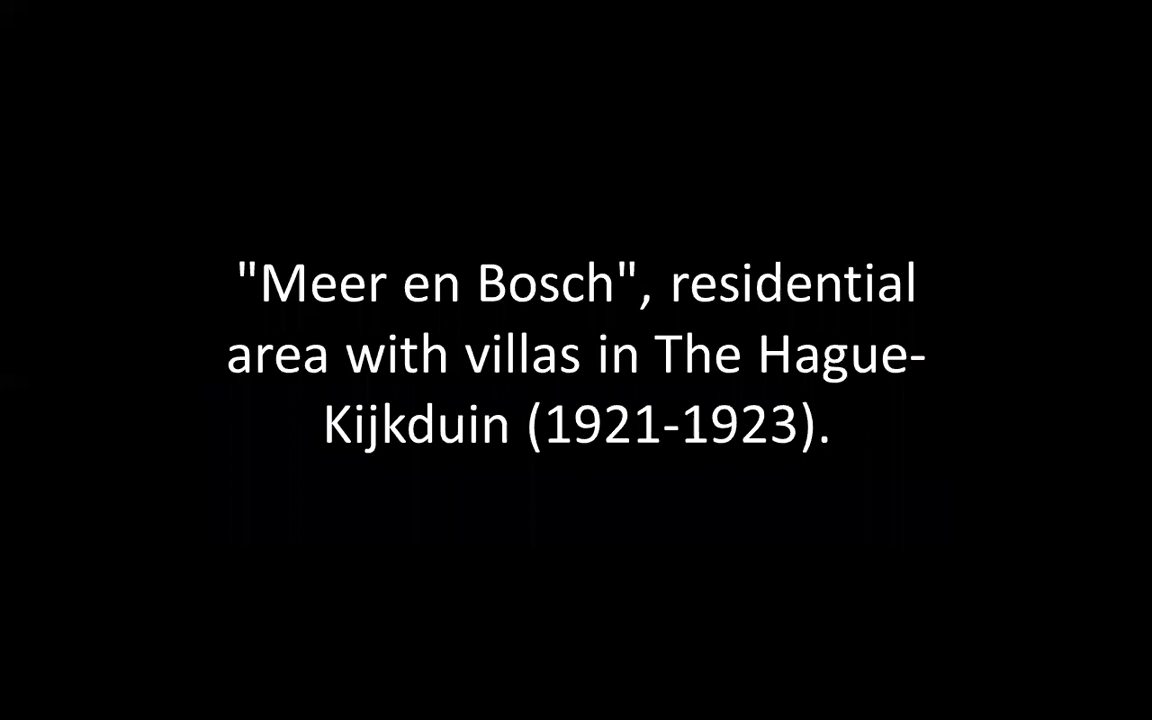 "Meer en Bosch", residential
area with villas in The Hague-
Kijkduin (1921-1923).